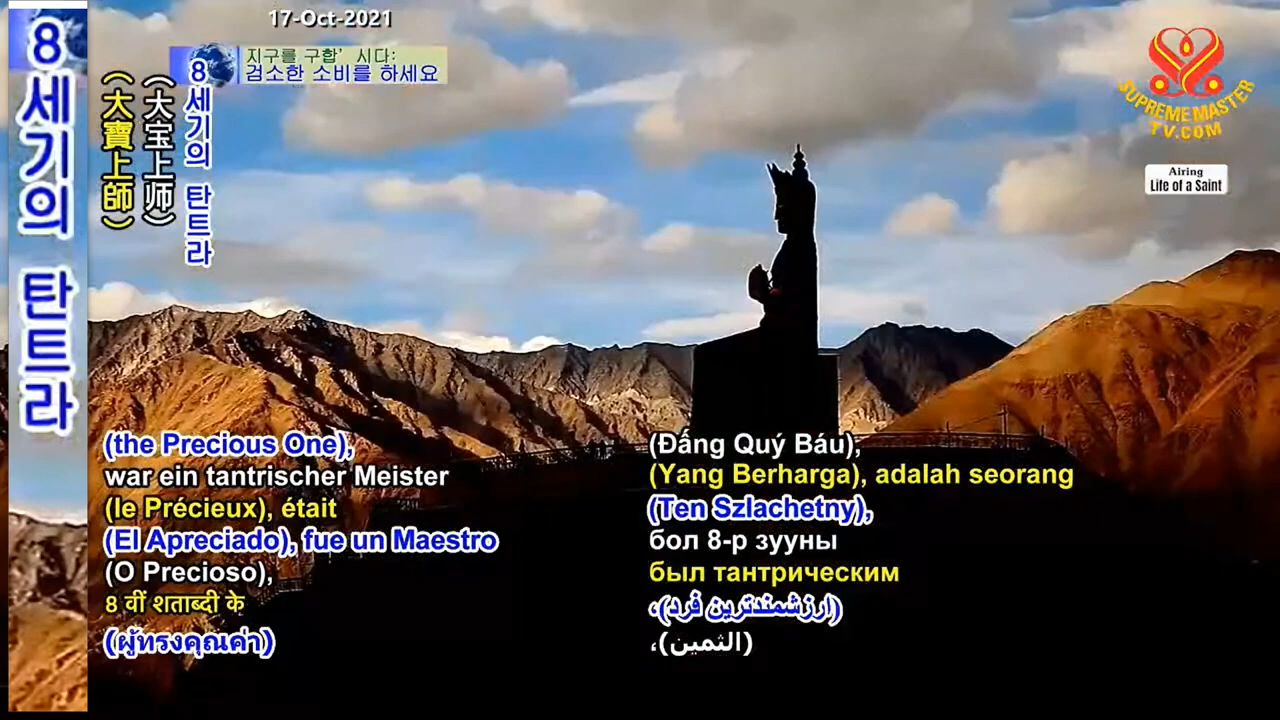 17-Oct-2021
지구를 구합’시다:
검소한 소비를 하세요
8세기의 탄트라
(大寶上師)
(大宝上师)
8세기의 탄트라
SUPREME MASTER
TV.COM
Airing
Life of a Saint
(the Precious One),
war ein tantrischer Meister
(le Précieux), était
(El Apreciado), fue un Maestro
(O Precioso),
8 वीं शताब्दी के
(ผู้ทรงคุณค่า)
(Đấng Quý Báu),
(Yang Berharga), adalah seorang
(Ten Szlachetny),
бол 8-р зууны
был тантрическим
(ارزشمندترین فرد)،
(الثمين)،